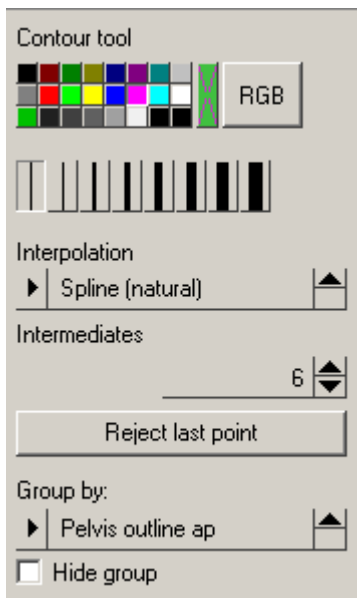 Contour tool
RGB
Interpolation
Spline (natural)
Intermediates
6
Reject last point
Group by:
Pelvis outline ap
Hide group